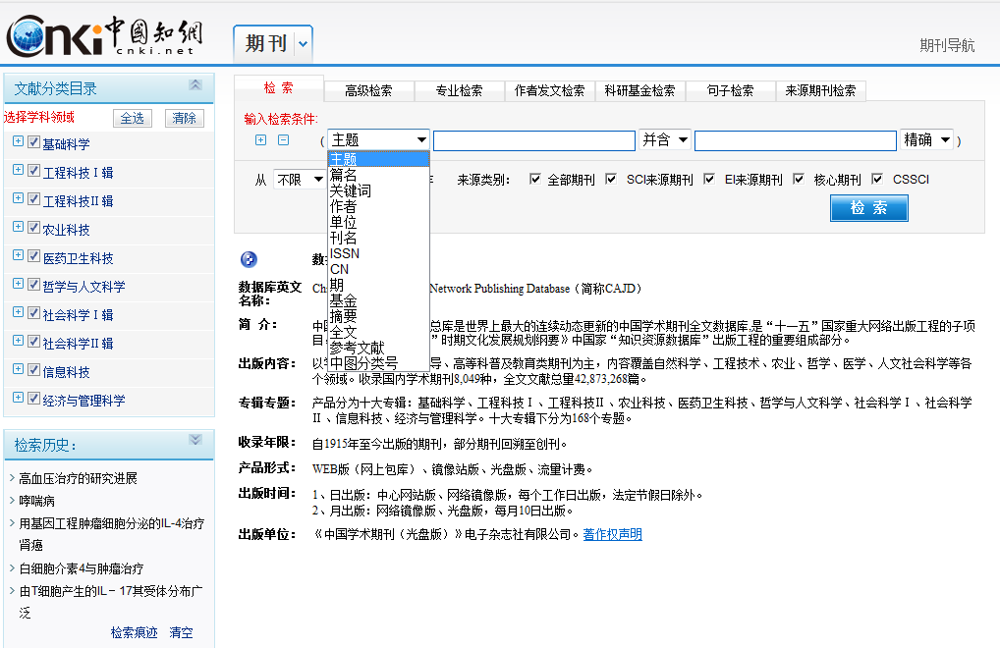 cnki 中國知網
cnki.net
期刊
期刊导航
文献分类目录
选择学科领域 全选 清除
基础科学
工程科技Ⅰ辑
工程科技Ⅱ辑
农业科技
医药卫生科技
哲学与人文科学
社会科学Ⅰ辑
社会科学Ⅱ辑
信息科技
经济与管理科学
检索历史：
高血压治疗的研究进展
哮喘病
用基因工程肿瘤细胞分泌的IL-4治疗
肾癌
白细胞介素4与肿瘤治疗
由T细胞产生的IL－17其受体分布广
泛
检索痕迹 清空
检 索 高级检索 专业检索 作者发文检索 科研基金检索 句子检索 来源期刊检索
输入检索条件:
( 主题 并含 精确 )
主题
篇名
关键词
作者
单位
刊名
ISSN
CN
期
基金
摘要
全文
参考文献
中图分类号
从 不限 来源类别： 全部期刊 SCI来源期刊 EI来源期刊 核心期刊 CSSCI
检 索
数
数据库英文 Ch Network Publishing Database（简称CAJD）
名称：
简 介： 中 总库是世界上最大的连续动态更新的中国学术期刊全文数据库,是“十一五”国家重大网络出版工程的子项
目 ”时期文化发展规划纲要》中国家“知识资源数据库”出版工程的重要组成部分。
出版内容： 以 导、高等科普及教育类期刊为主，内容覆盖自然科学、工程技术、农业、哲学、医学、人文社会科学等各
个领域。收录国内学术期刊8,049种，全文文献总量42,873,268篇。
专辑专题： 产品分为十大专辑：基础科学、工程科技Ⅰ、工程科技Ⅱ、农业科技、医药卫生科技、哲学与人文科学、社会科学Ⅰ、社会科学
Ⅱ、信息科技、经济与管理科学。十大专辑下分为168个专题。
收录年限： 自1915年至今出版的期刊，部分期刊回溯至创刊。
产品形式： WEB版（网上包库）、镜像站版、光盘版、流量计费。
出版时间： 1、日出版：中心网站版、网络镜像版，每个工作日出版，法定节假日除外。
2、月出版：网络镜像版、光盘版，每月10日出版。
出版单位： 《中国学术期刊（光盘版）》电子杂志社有限公司。著作权声明